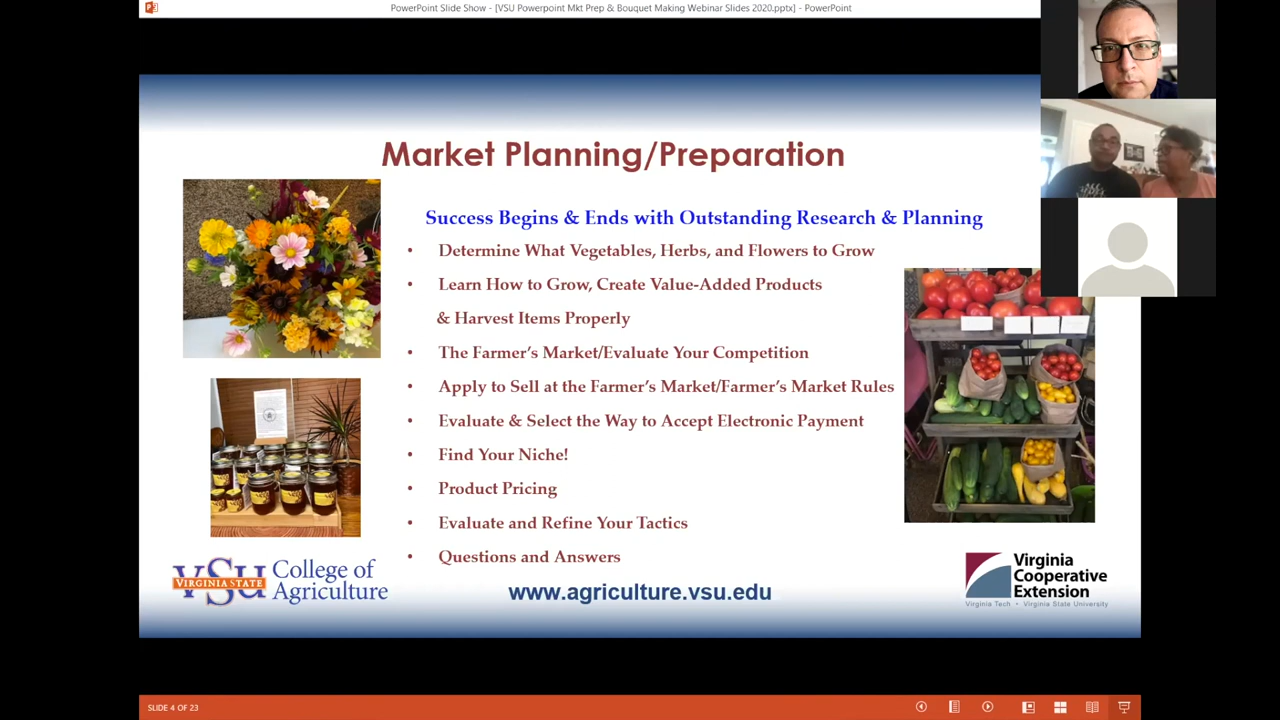 PowerPoint Slide Show - [VSU Powerpoint Mkt Prep & Bouquet Making Webinar Slides 2020.pptx] - PowerPoint
Market Planning/Preparation
Success Begins & Ends with Outstanding Research & Planning
• Determine What Vegetables, Herbs, and Flowers to Grow
• Learn How to Grow, Create Value-Added Products
& Harvest Items Properly
• The Farmer's Market/Evaluate Your Competition
• Apply to Sell at the Farmer's Market/Farmer's Market Rules
• Evaluate & Select the Way to Accept Electronic Payment
• Find Your Niche!
• Product Pricing
• Evaluate and Refine Your Tactics
• Questions and Answers
VSU
VIRGINIA STATE
College of
Agriculture
www.agriculture.vsu.edu
Virginia
Cooperative
Extension
Virginia Tech • Virginia State University
SLIDE 4 OF 23